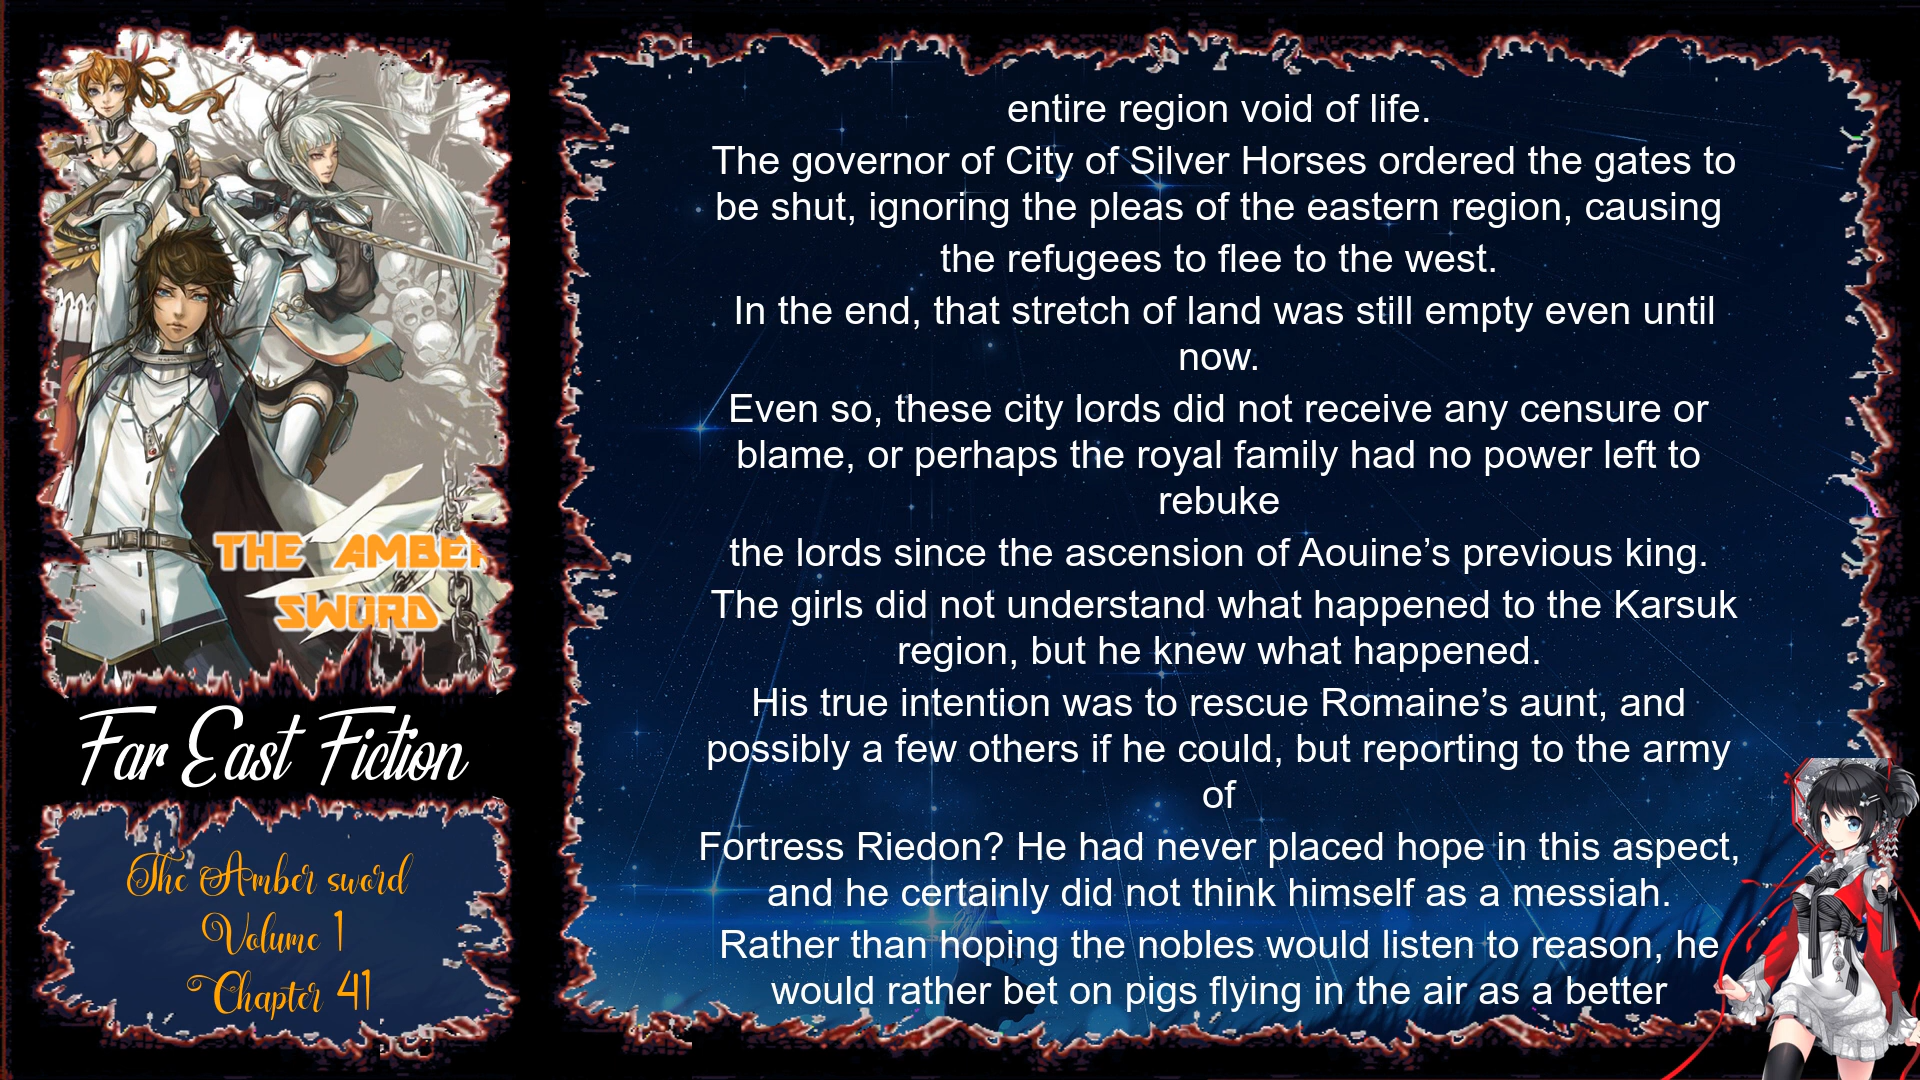 THE AMBER
SWORD
Far East Fiction
The Amber sword
Volume 1
Chapter 41
entire region void of life.
The governor of City of Silver Horses ordered the gates to
be shut, ignoring the pleas of the eastern region, causing
the refugees to flee to the west.
In the end, that stretch of land was still empty even until
now.
Even so, these city lords did not receive any censure or
blame, or perhaps the royal family had no power left to
rebuke
the lords since the ascension of Aouine’s previous king.
The girls did not understand what happened to the Karsuk
region, but he knew what happened.
His true intention was to rescue Romaine’s aunt, and
possibly a few others if he could, but reporting to the army
of
Fortress Riedon? He had never placed hope in this aspect,
and he certainly did not think himself as a messiah.
Rather than hoping the nobles would listen to reason, he
would rather bet on pigs flying in the air as a better